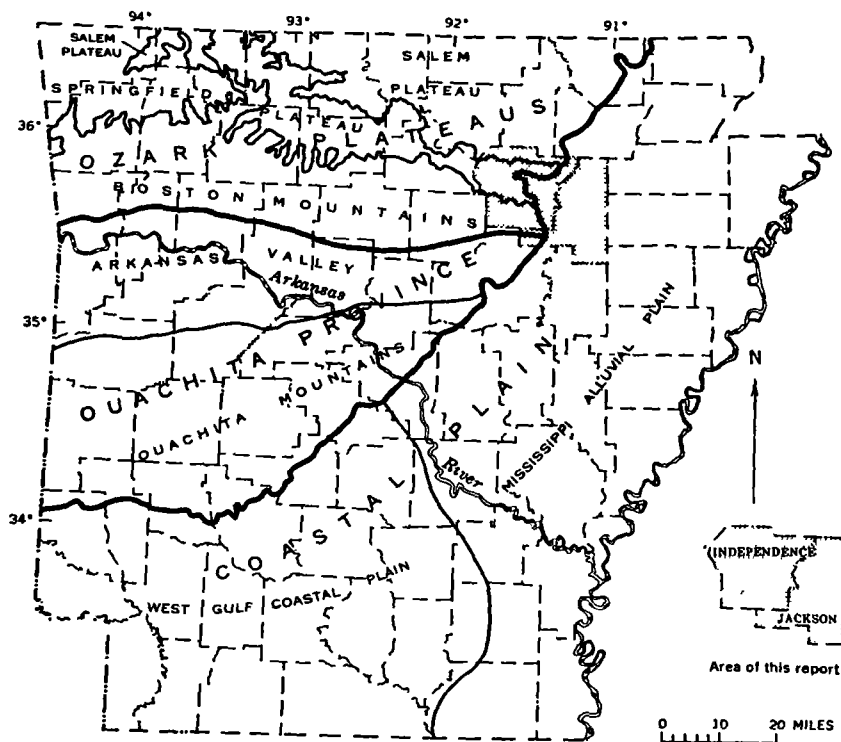 94° 93° 92° 91°
SALEM
PLATEAU
SALEM
PLATEAU
SPRINGFIELD
PLATEAU
36°
OZARK PLATEAUS
BOSTON MOUNTAINS
ARKANSAS VALLEY
Arkansas
35°
OUACHITA PROVINCE
OUACHITA MOUNTAINS
PLAIN
MISSISSIPPI ALLUVIAL PLAIN
N
River
34°
COASTAL
WEST GULF COASTAL PLAIN
INDEPENDENCE
JACKSON
Area of this report
0 10 20 MILES